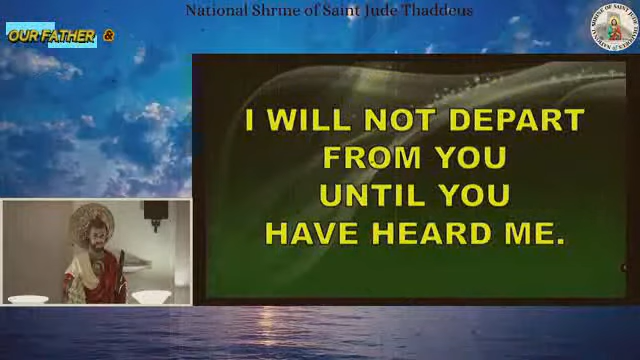 National Shrine of Saint Jude Thaddeus
OUR FATHER &
I WILL NOT DEPART
FROM YOU
UNTIL YOU
HAVE HEARD ME.